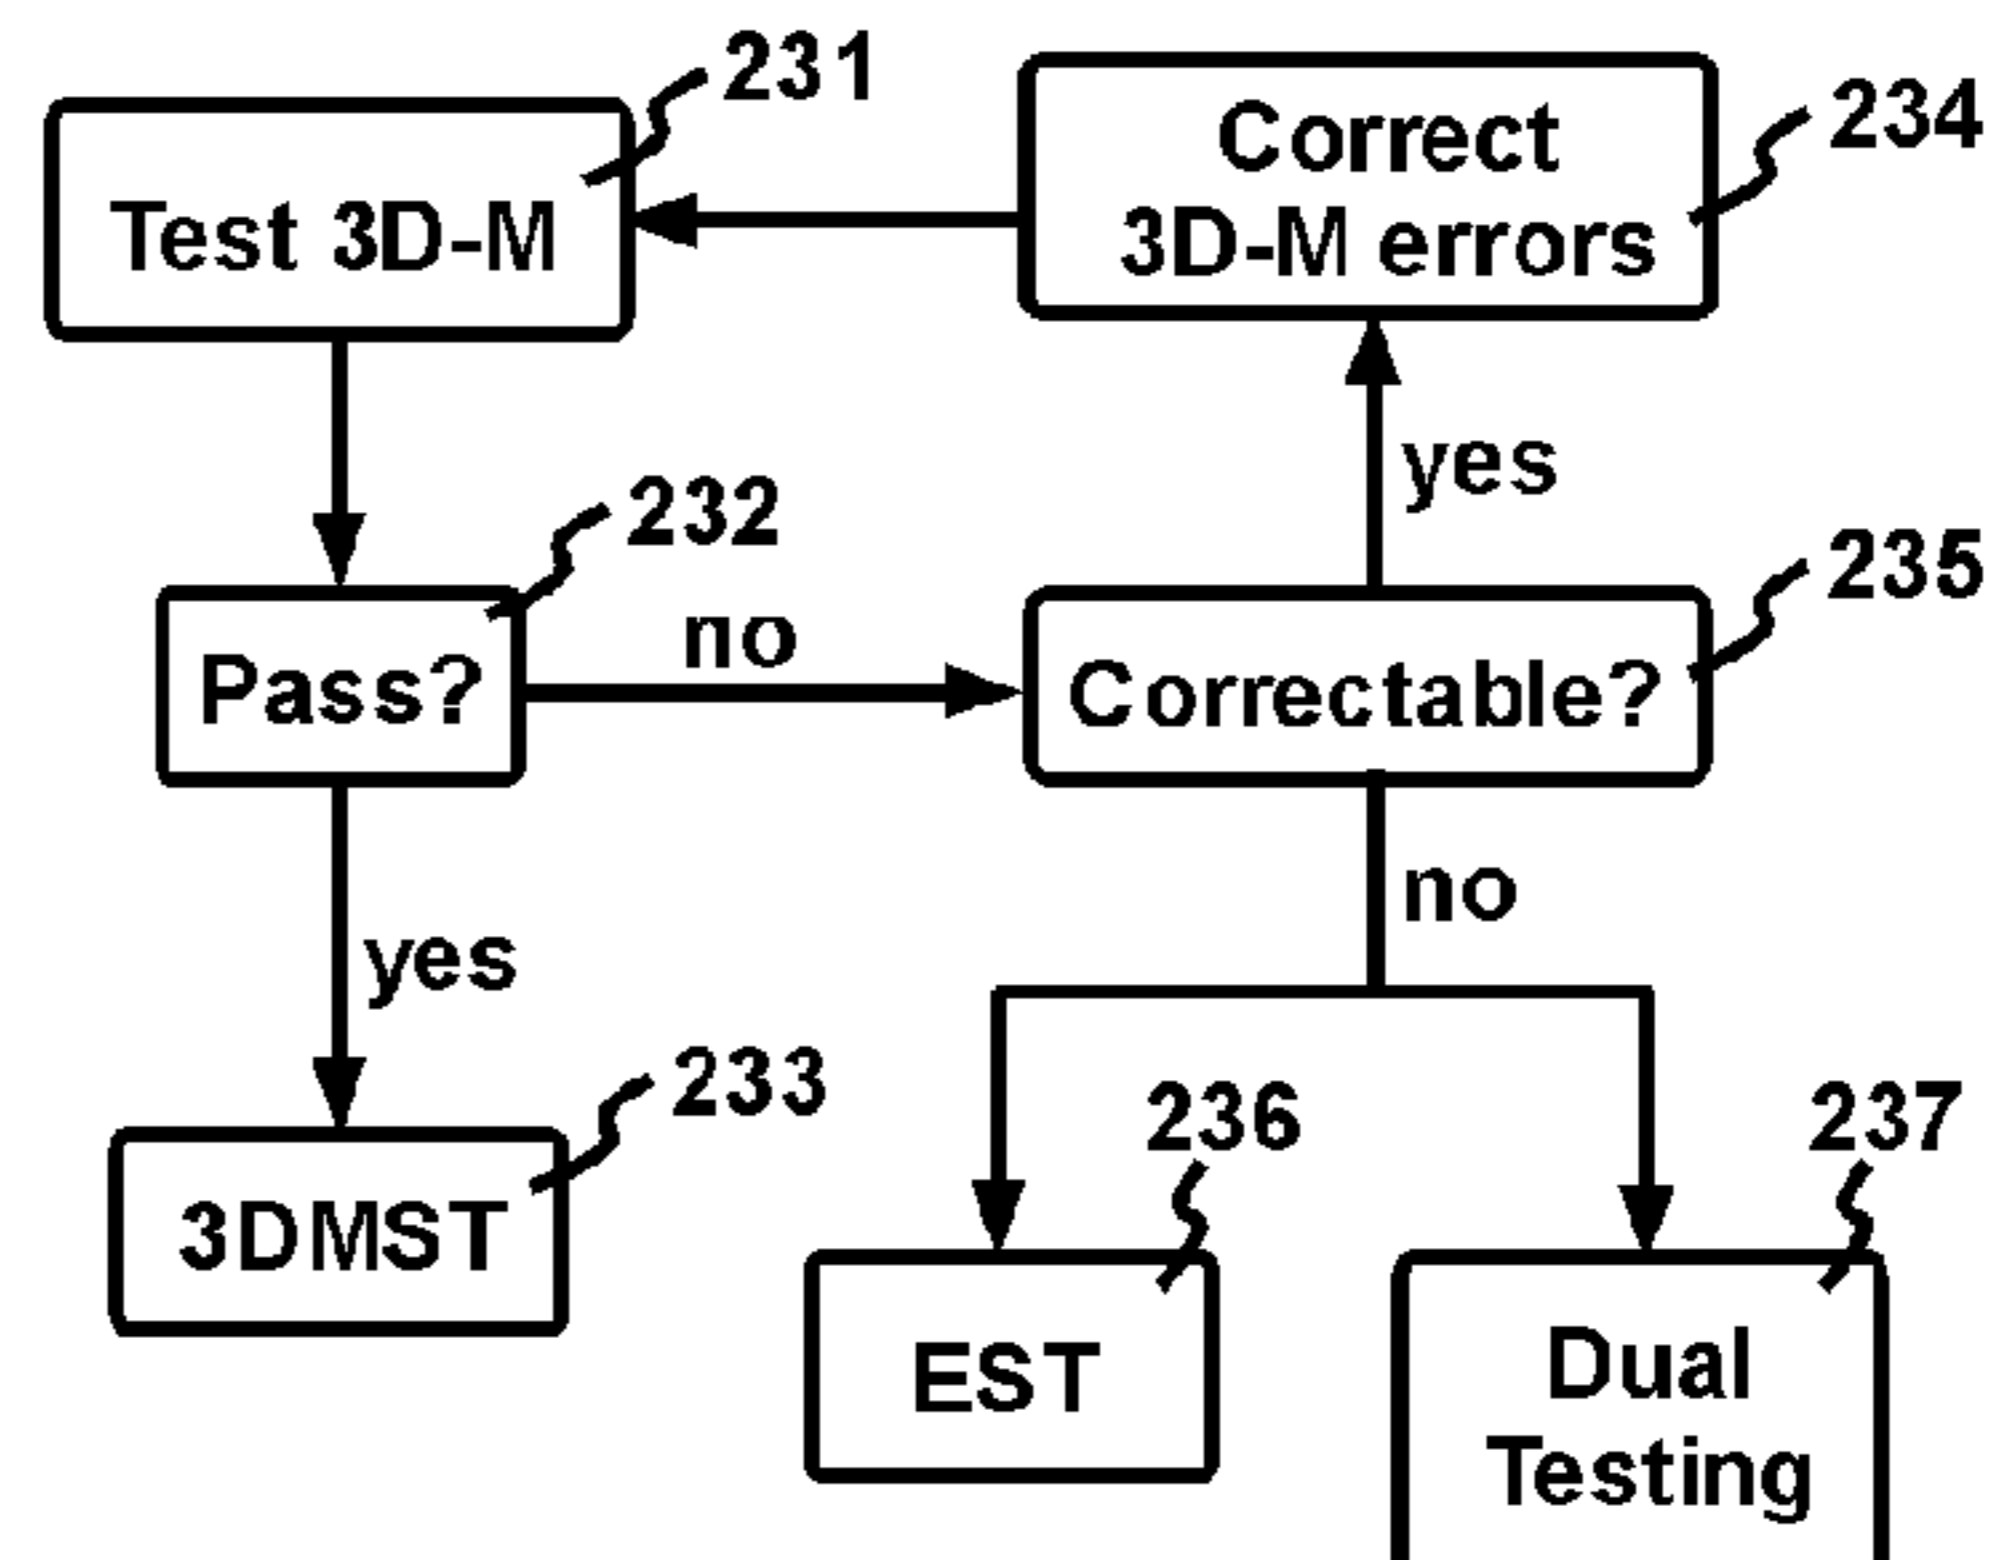 231
Test 3D-M
Correct
3D-M errors
234
yes
232
Pass?
no
235
Correctable?
yes
no
233
3DMST
236
EST
237
Dual
Testing